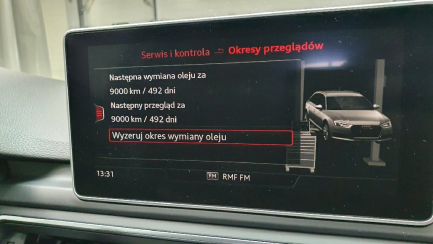 Serwis i kontrola Okresy przeglądów
Następna wymiana oleju za
9000 km / 492 dni
Następny przegląd za
9000 km / 492 dni
Wyzeruj okres wymiany oleju
13:31 FM RMF FM